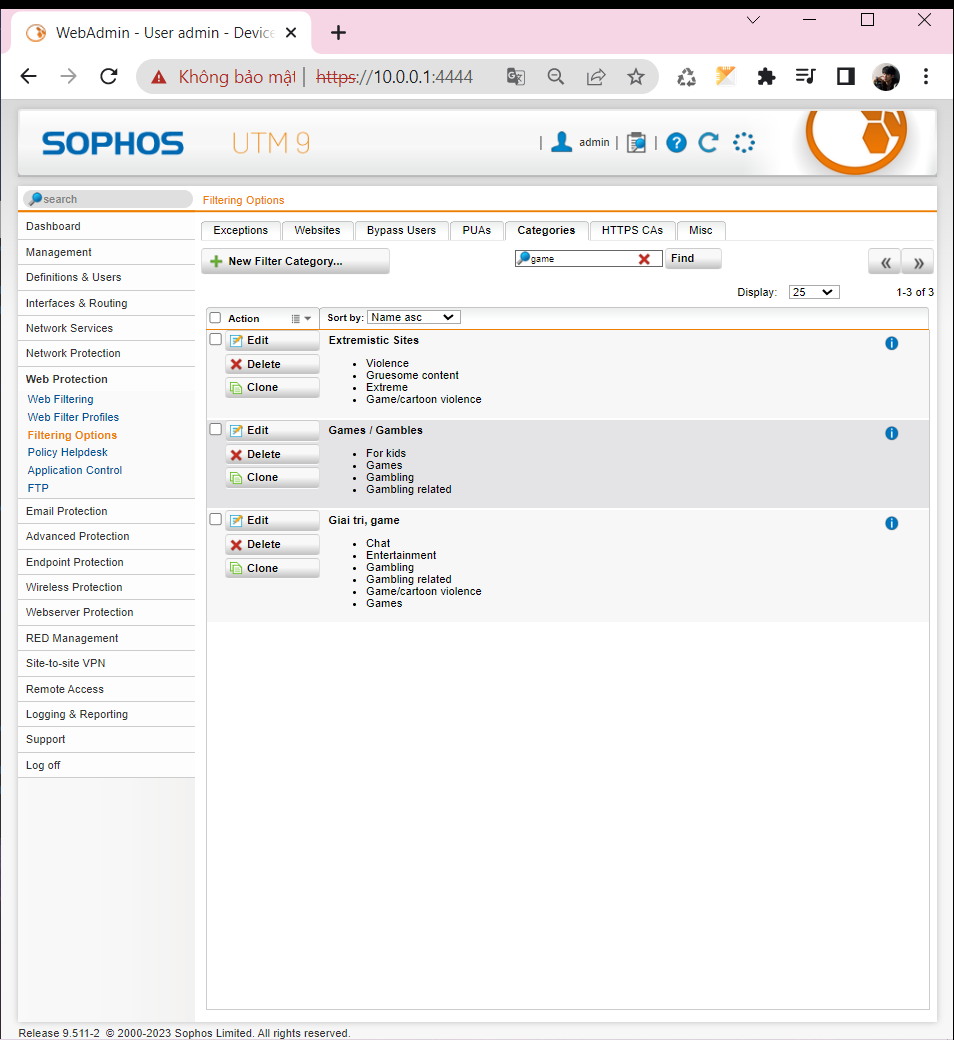 WebAdmin - User admin - Device
Không bảo mật https://10.0.0.1:4444
SOPHOS UTM 9 | admin | |
search
Filtering Options
Dashboard
Management
Definitions & Users
Interfaces & Routing
Network Services
Network Protection
Web Protection
Web Filtering
Web Filter Profiles
Filtering Options
Policy Helpdesk
Application Control
FTP
Email Protection
Advanced Protection
Endpoint Protection
Wireless Protection
Webserver Protection
RED Management
Site-to-site VPN
Remote Access
Logging & Reporting
Support
Log off
Exceptions Websites Bypass Users PUAs Categories HTTPS CAs Misc
New Filter Category... game Find « »
Display: 25 1-3 of 3
Action Sort by: Name asc
Edit Extremistic Sites
Delete
Clone
• Violence
• Gruesome content
• Extreme
• Game/cartoon violence
Edit Games / Gambles
Delete
Clone
• For kids
• Games
• Gambling
• Gambling related
Edit Giai tri, game
Delete
Clone
• Chat
• Entertainment
• Gambling
• Gambling related
• Game/cartoon violence
• Games
Release 9.511-2 © 2000-2023 Sophos Limited. All rights reserved.